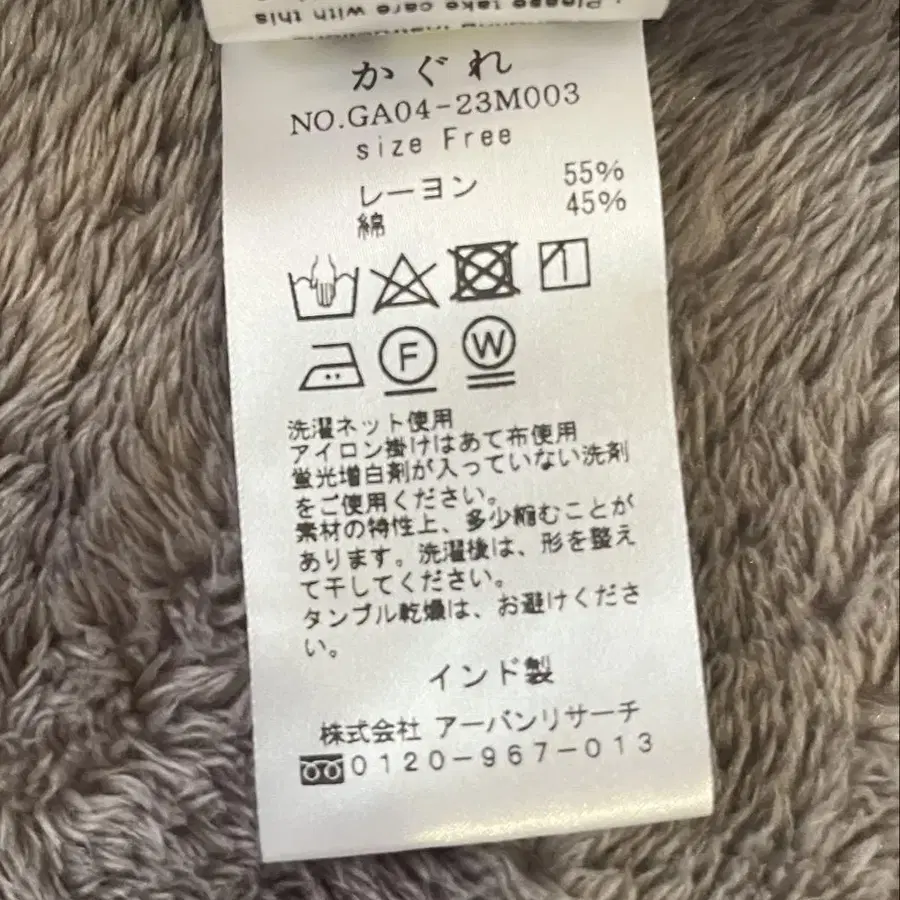 ! Please take care with this
かぐれ
NO.GA04-23M003
size Free
レーヨン 55%
綿 45%
F W
洗濯ネット使用
アイロン掛けはあて布使用
蛍光増白剤が入っていない洗剤
をご使用ください。
素材の特性上、多少縮むことが
あります。洗濯後は、形を整え
て干してください。
タンブル乾燥は、お避けくださ
い。
インド製
株式会社 アーバンリサーチ
0120-967-013